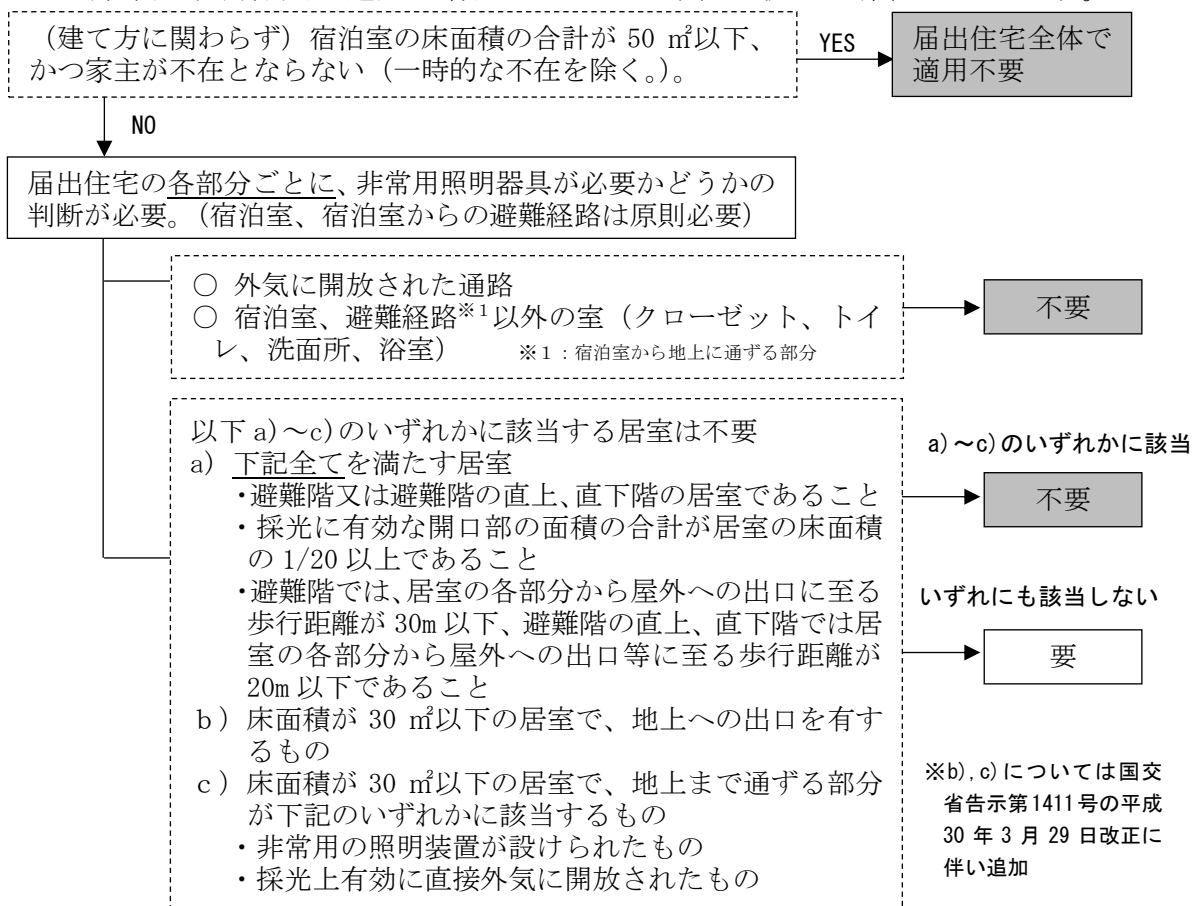 （建て方に関わらず）宿泊室の床面積の合計が 50 ㎡以下、
かつ家主が不在とならない（一時的な不在を除く。）。
YES
届出住宅全体で
適用不要
NO
届出住宅の各部分ごとに、非常用照明器具が必要かどうかの
判断が必要。（宿泊室、宿泊室からの避難経路は原則必要）
○ 外気に開放された通路
○ 宿泊室、避難経路※1以外の室（クローゼット、トイ
レ、洗面所、浴室） ※１：宿泊室から地上に通ずる部分
不要
以下 a)～c)のいずれかに該当する居室は不要
a) 下記全てを満たす居室
・避難階又は避難階の直上、直下階の居室であること
・採光に有効な開口部の面積の合計が居室の床面積
の 1/20 以上であること
・避難階では、居室の各部分から屋外への出口に至る
歩行距離が 30m 以下、避難階の直上、直下階では居
室の各部分から屋外への出口等に至る歩行距離が
20m 以下であること
ｂ）床面積が 30 ㎡以下の居室で、地上への出口を有す
るもの
ｃ）床面積が 30 ㎡以下の居室で、地上まで通ずる部分
が下記のいずれかに該当するもの
・非常用の照明装置が設けられたもの
・採光上有効に直接外気に開放されたもの
a)～c)のいずれかに該当
不要
いずれにも該当しない
要
※b),c)については国交
省告示第1411号の平成
30 年 3 月 29 日改正に
伴い追加